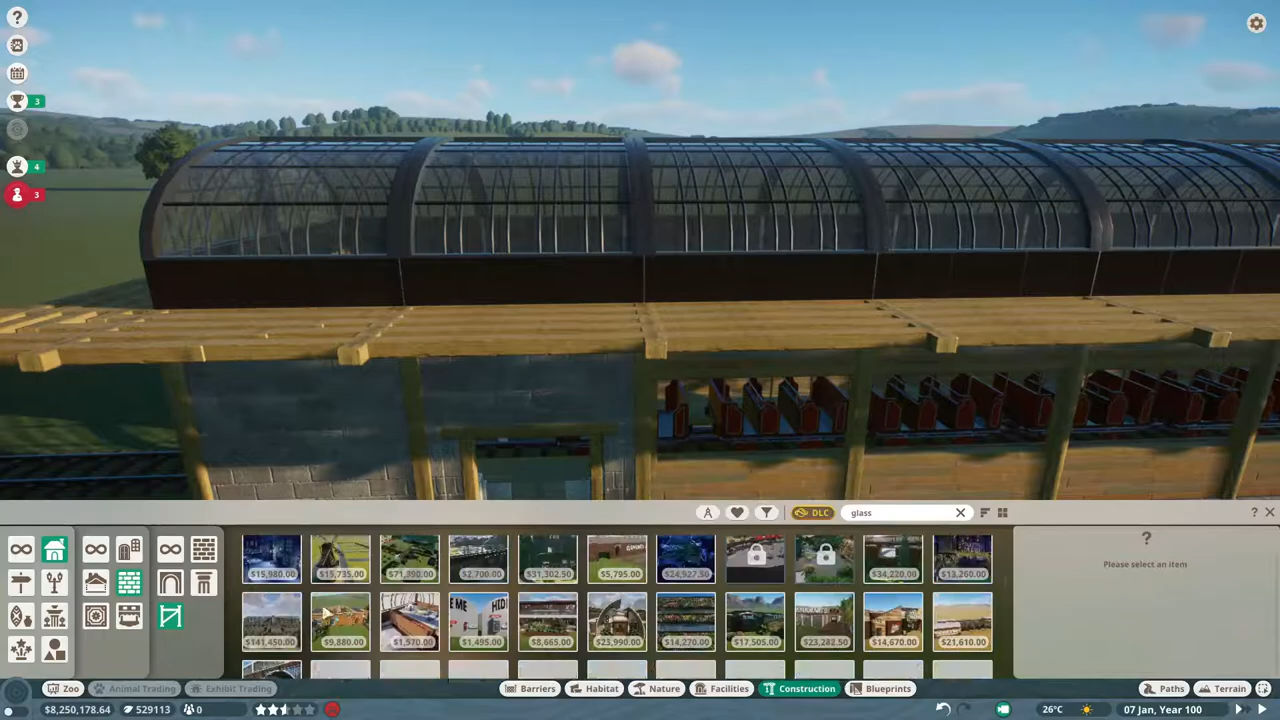 ?
3
4
3
DLC
glass
?
$15,980.00
$15,735.00
$71,390.00
$2,700.00
$31,302.50
$5,795.00
$24,927.50
$34,220.00
$13,260.00
?
Please select an item
$141,450.00
$9,880.00
$1,570.00
$1,495.00
$8,665.00
$23,990.00
$14,270.00
$17,505.00
$23,282.50
$14,670.00
$21,610.00
Zoo
Animal Trading
Exhibit Trading
Barriers
Habitat
Nature
Facilities
Construction
Blueprints
Paths
Terrain
$8,250,178.64
529113
0
26°C
07 Jan, Year 100